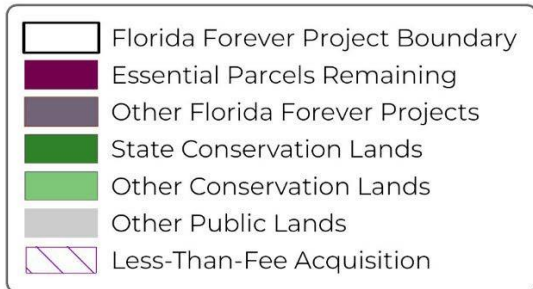 Florida Forever Project Boundary
Essential Parcels Remaining
Other Florida Forever Projects
State Conservation Lands
Other Conservation Lands
Other Public Lands
Less-Than-Fee Acquisition